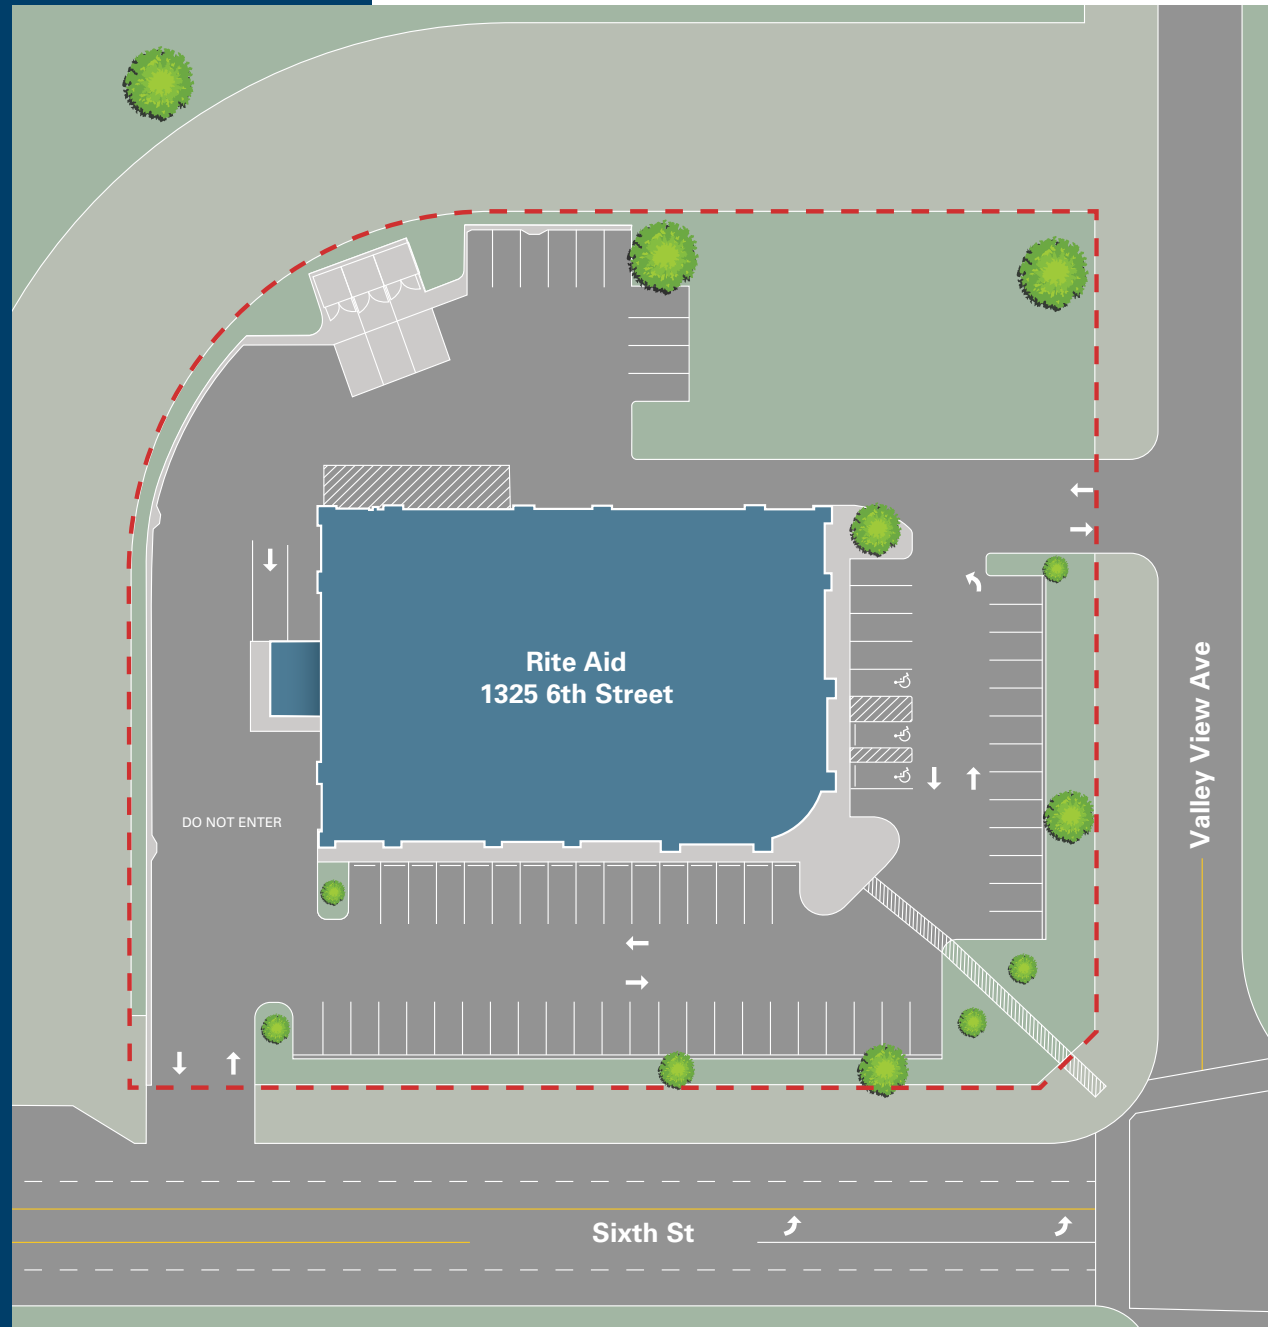 Rite Aid
1325 6th Street
DO NOT ENTER
Valley View Ave
Sixth St